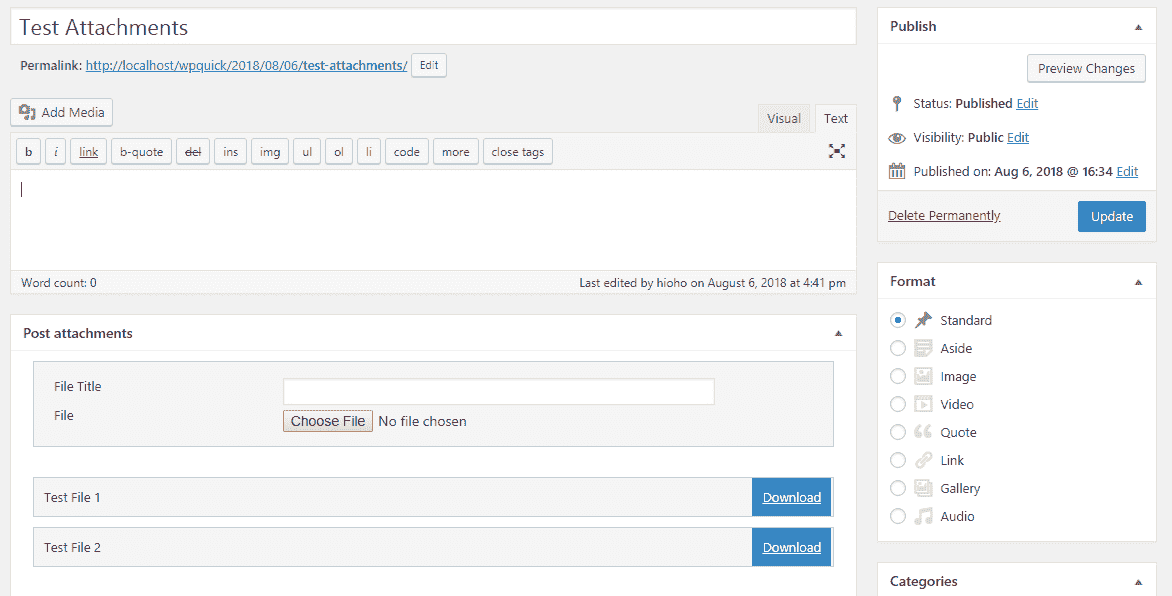 Test Attachments
Permalink: http://localhost/wpquick/2018/08/06/test-attachments/ Edit
Add Media
Visual Text
b i link b-quote del ins img ul ol li code more close tags
Word count: 0
Last edited by hioho on August 6, 2018 at 4:41 pm
Post attachments
File Title
File
Choose File No file chosen
Test File 1 Download
Test File 2 Download
Publish
Preview Changes
Status: Published Edit
Visibility: Public Edit
Published on: Aug 6, 2018 @ 16:34 Edit
Delete Permanently Update
Format
Standard
Aside
Image
Video
Quote
Link
Gallery
Audio
Categories